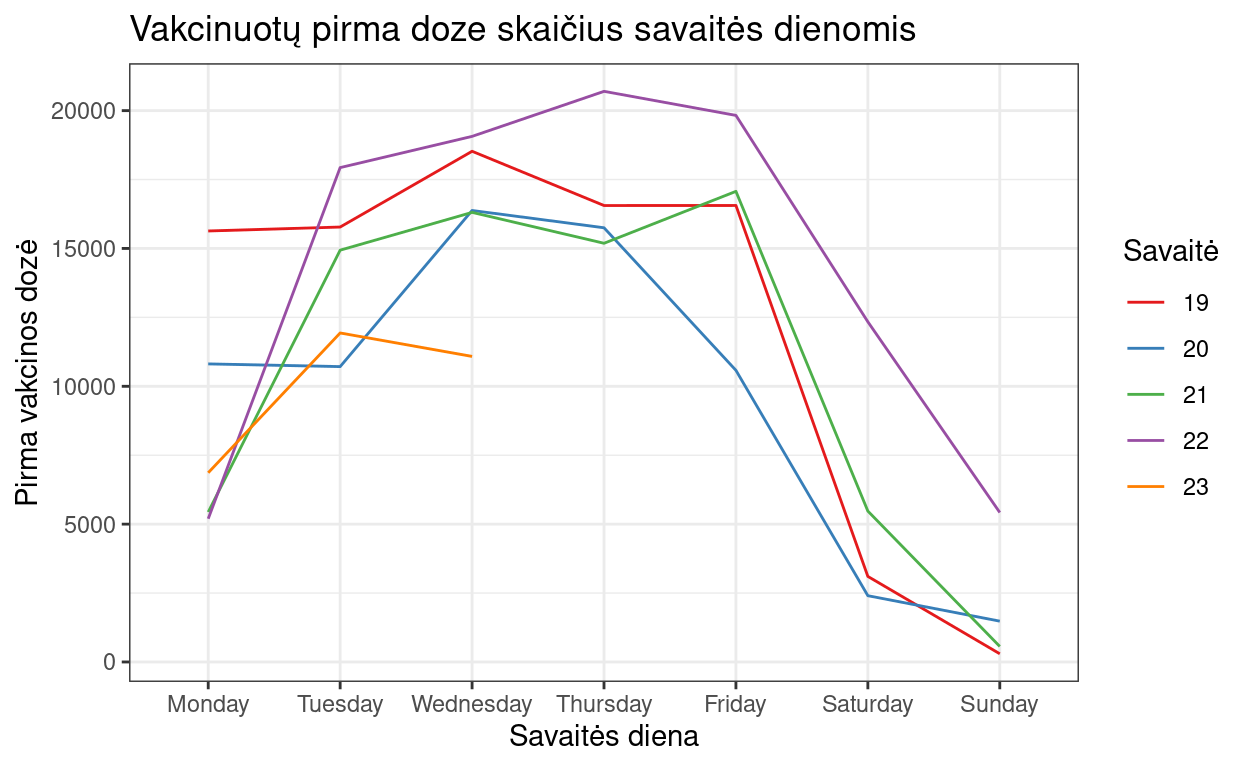 Vakcinuotų pirma doze skaičius savaitės dienomis
Pirma vakcinos dozė
20000
15000
10000
5000
0
Monday Tuesday Wednesday Thursday Friday Saturday Sunday
Savaitės diena
Savaitė
19
20
21
22
23